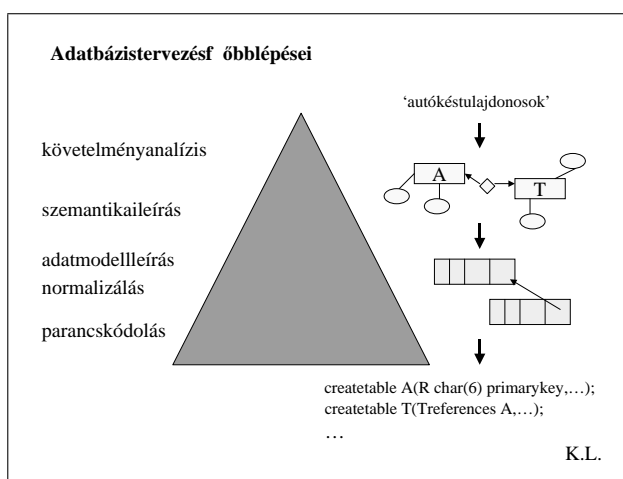 Adatbázistervezésf őbblépései
‘autókéstulajdonosok’
követelményanalízis
A
T
szemantikaileírás
adatmodellleírás
normalizálás
parancskódolás
createtable A(R char(6) primarykey,…);
createtable T(Treferences A,…);
…
K.L.